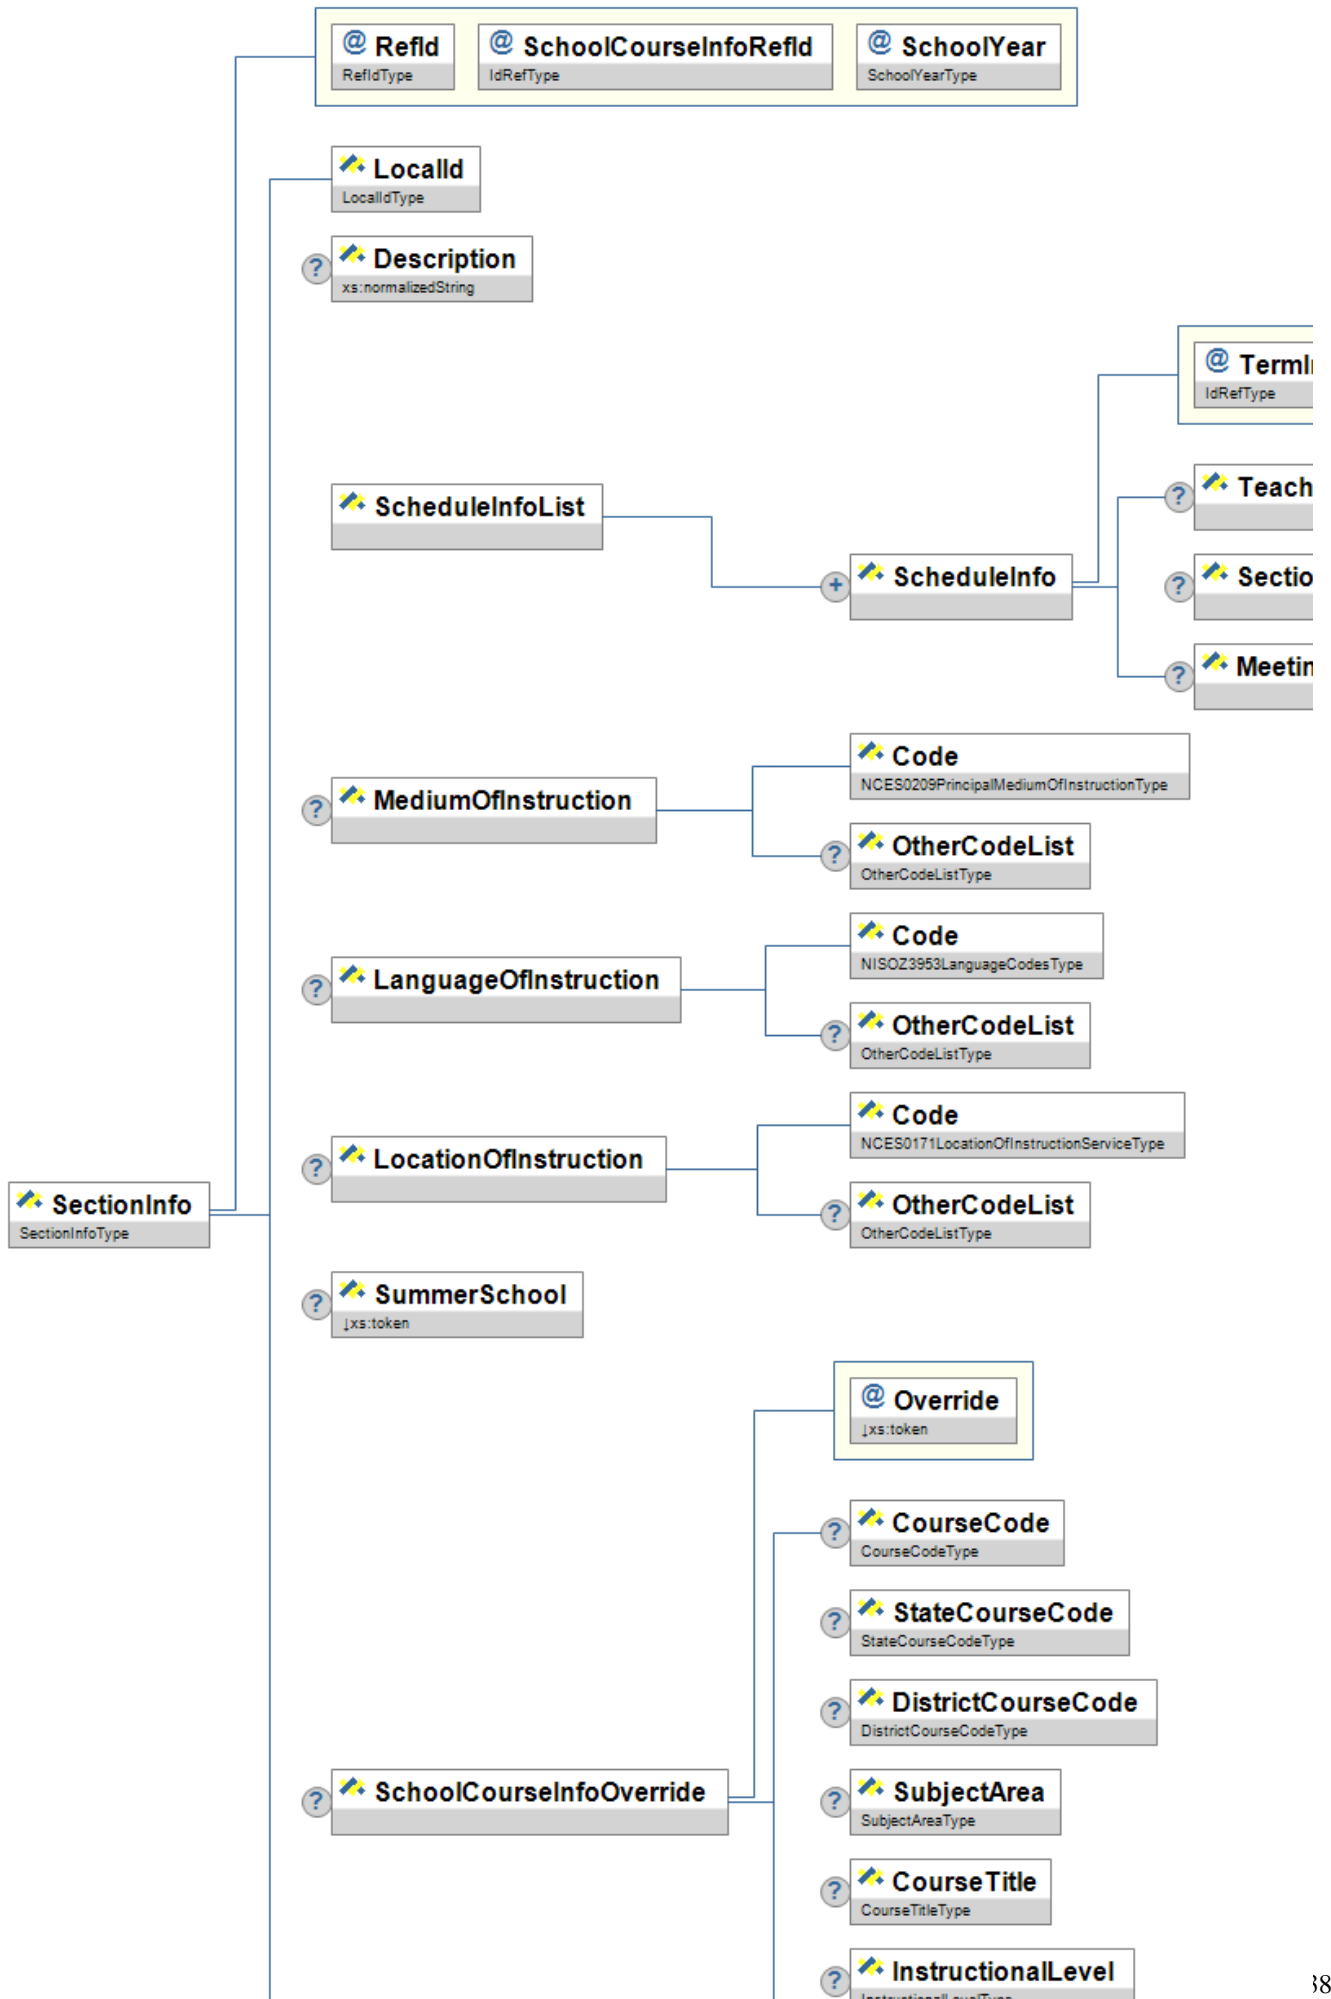 @ RefId
RefIdType
@ SchoolCourseInfoRefId
IdRefType
@ SchoolYear
SchoolYearType
LocalId
LocalIdType
? Description
xs:normalizedString
@
IdRefType
ScheduleInfoList
?
+ ScheduleInfo
?
?
? MediumOfInstruction
Code
NCES0209PrincipalMediumOfInstructionType
? OtherCodeList
OtherCodeListType
? LanguageOfInstruction
Code
NISOZ3953LanguageCodesType
? OtherCodeList
OtherCodeListType
? LocationOfInstruction
Code
NCES0171LocationOfInstructionServiceType
? OtherCodeList
OtherCodeListType
SectionInfo
SectionInfoType
? SummerSchool
↓xs:token
@ Override
↓xs:token
? CourseCode
CourseCodeType
? StateCourseCode
StateCourseCodeType
? DistrictCourseCode
DistrictCourseCodeType
? SchoolCourseInfoOverride
? SubjectArea
SubjectAreaType
? CourseTitle
CourseTitleType
? InstructionalLevel